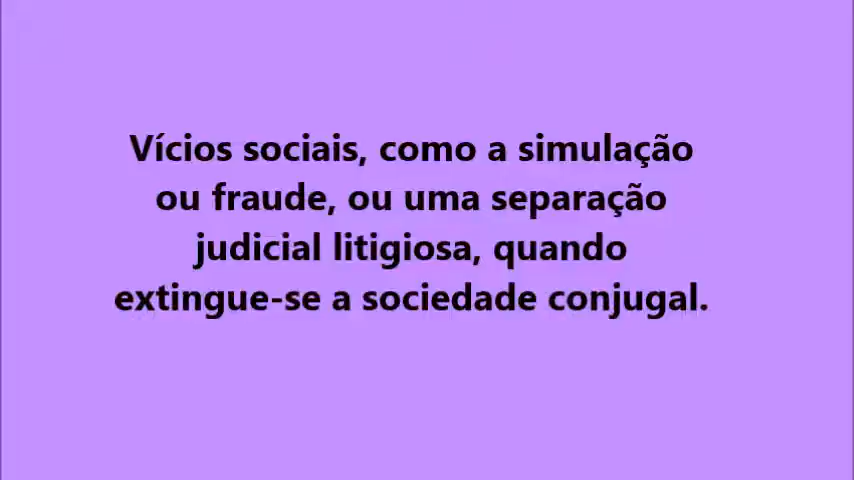 Vícios sociais, como a simulação
ou fraude, ou uma separação
judicial litigiosa, quando
extingue-se a sociedade conjugal.